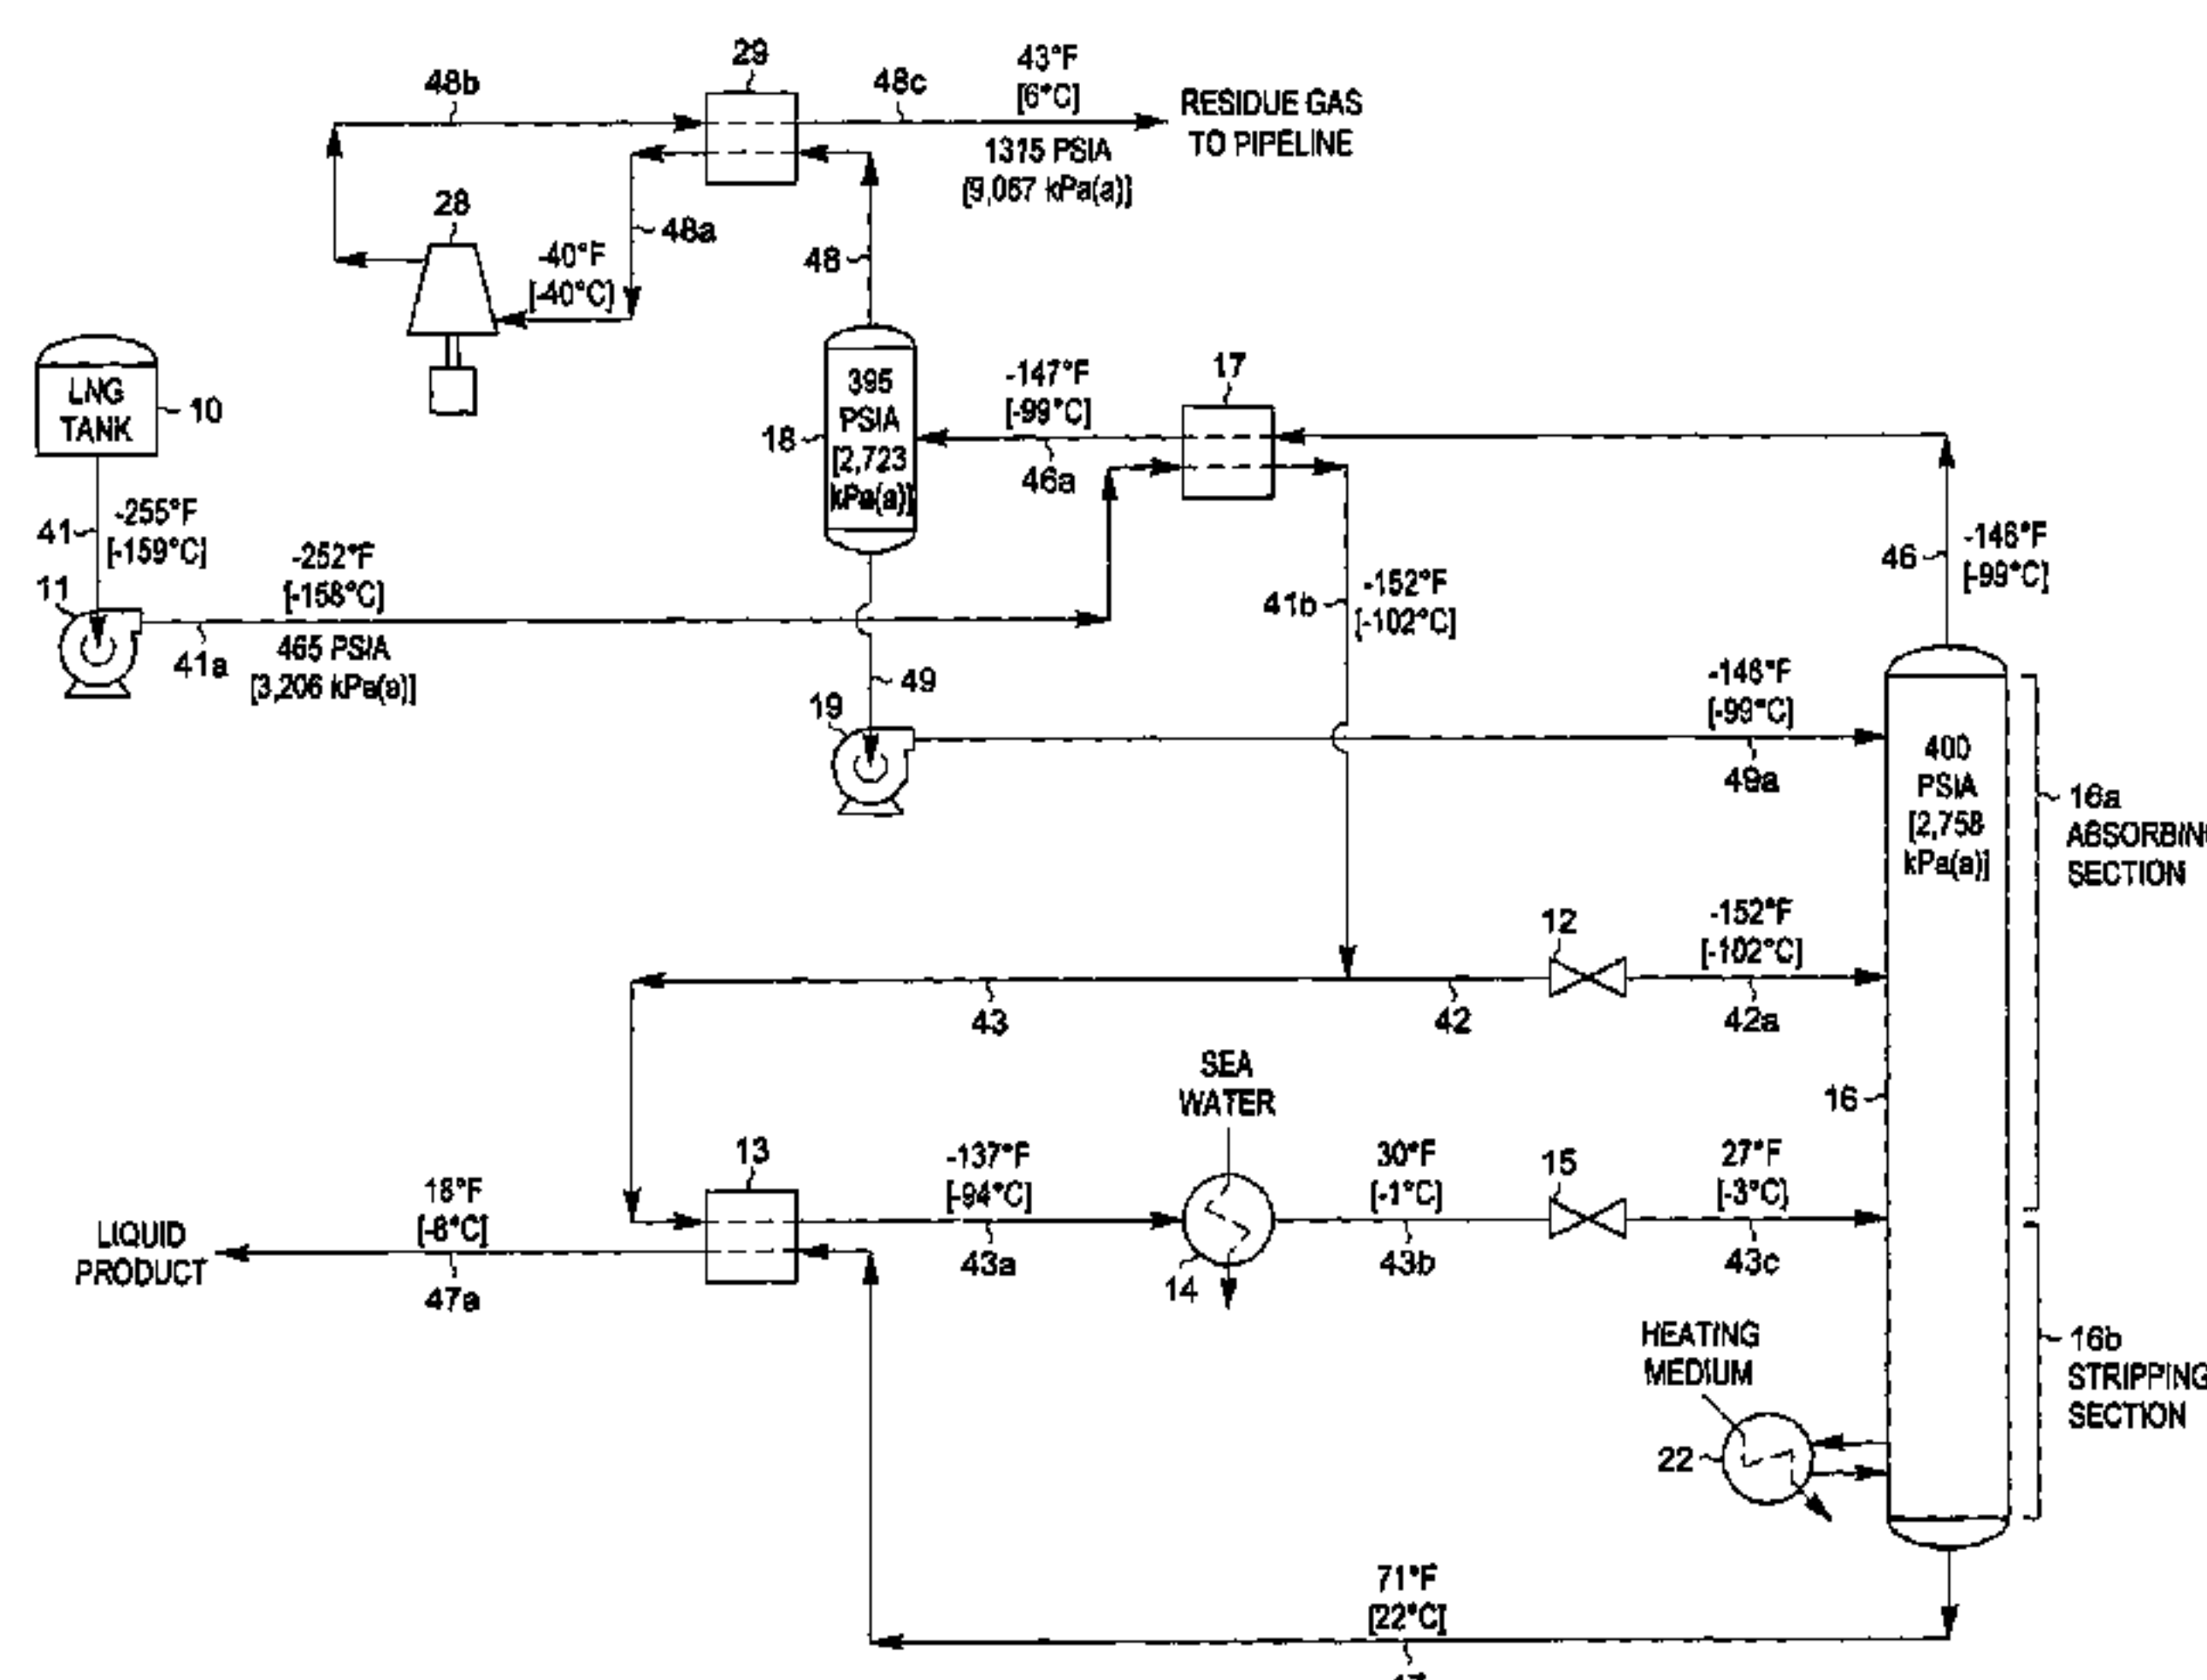 29
48b
48c
43°F
[6°C]
RESIDUE GAS
TO PIPELINE
1315 PSIA
[9,067 kPa(a)]
28
48a
-40°F
[-40°C]
48
LNG
TANK
10
395
PSIA
[2,723
kPa(a)]
18
-147°F
[-99°C]
17
46a
41
-255°F
[-159°C]
11
-252°F
[-158°C]
41a
465 PSIA
[3,206 kPa(a)]
41b
-152°F
[-102°C]
46
-146°F
[-99°C]
49
19
-146°F
[-99°C]
49a
400
PSIA
[2,758
kPa(a)]
16a
ABSORBING
SECTION
12
-152°F
[-102°C]
43
42
42a
SEA
WATER
16
13
-137°F
[-94°C]
30°F
[-1°C]
15
27°F
[-3°C]
18°F
[-8°C]
LIQUID
PRODUCT
47a
43a
14
43b
43c
HEATING
MEDIUM
22
16b
STRIPPING
SECTION
71°F
[22°C]